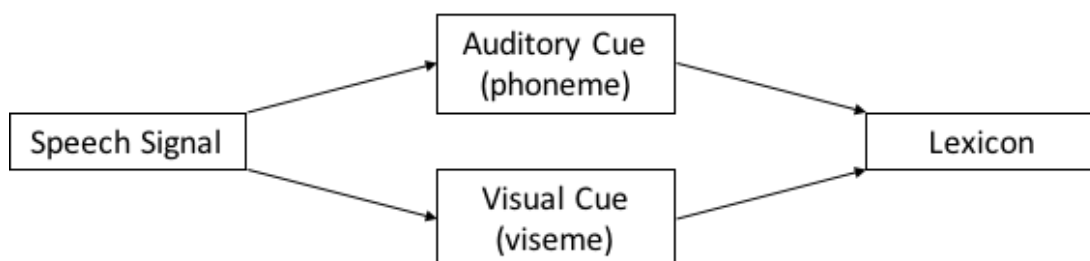 Speech Signal
Auditory Cue
(phoneme)
Visual Cue
(viseme)
Lexicon